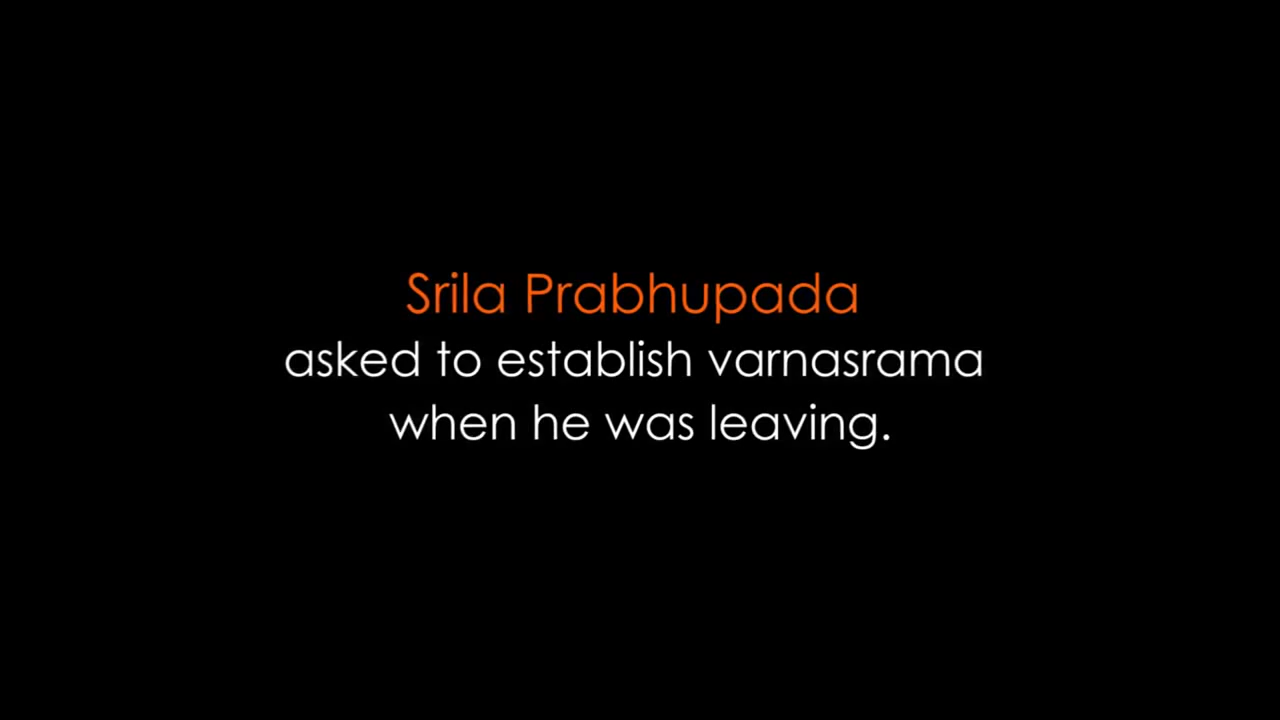 Srila Prabhupada
asked to establish varnasrama
when he was leaving.